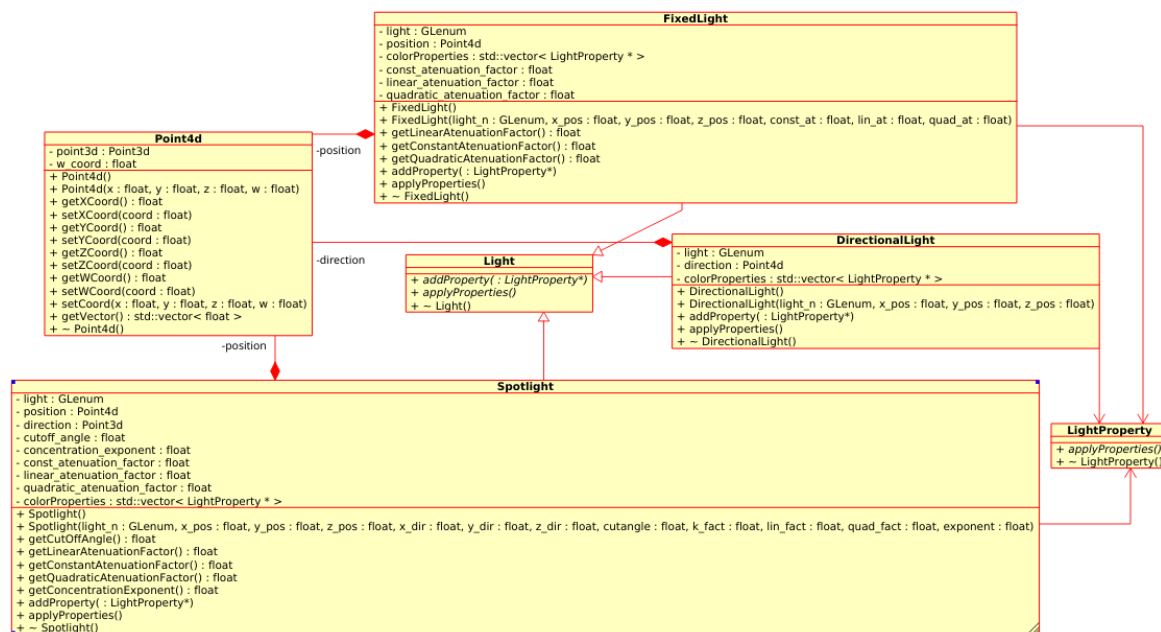 FixedLight
- light : GLenum
- position : Point4d
- colorProperties : std::vector< LightProperty * >
- const_atenuation_factor : float
- linear_atenuation_factor : float
- quadratic_atenuation_factor : float
+ FixedLight()
+ FixedLight(light_n : GLenum, x_pos : float, y_pos : float, z_pos : float, const_at : float, lin_at : float, quad_at : float)
+ getLinearAtenuationFactor() : float
+ getConstantAtenuationFactor() : float
+ getQuadraticAtenuationFactor() : float
+ addProperty( : LightProperty*)
+ applyProperties()
+ ~ FixedLight()
Point4d
- point3d : Point3d
- w_coord : float
+ Point4d()
+ Point4d(x : float, y : float, z : float, w : float)
+ getXCoord() : float
+ setXCoord(coord : float)
+ getYCoord() : float
+ setYCoord(coord : float)
+ getZCoord() : float
+ setZCoord(coord : float)
+ getWCoord() : float
+ setWCoord(coord : float)
+ setCoord(x : float, y : float, z : float, w : float)
+ getVector() : std::vector< float >
+ ~ Point4d()
-position
-direction
-position
Light
+ addProperty( : LightProperty*)
+ applyProperties()
+ ~ Light()
DirectionalLight
- light : GLenum
- direction : Point4d
- colorProperties : std::vector< LightProperty * >
+ DirectionalLight()
+ DirectionalLight(light_n : GLenum, x_pos : float, y_pos : float, z_pos : float)
+ addProperty( : LightProperty*)
+ applyProperties()
+ ~ DirectionalLight()
Spotlight
- light : GLenum
- position : Point4d
- direction : Point3d
- cutoff_angle : float
- concentration_exponent : float
- const_atenuation_factor : float
- linear_atenuation_factor : float
- quadratic_atenuation_factor : float
- colorProperties : std::vector< LightProperty * >
+ Spotlight()
+ Spotlight(light_n : GLenum, x_pos : float, y_pos : float, z_pos : float, x_dir : float, y_dir : float, z_dir : float, cutangle : float, k_fact : float, lin_fact : float, quad_fact : float, exponent : float)
+ getCutOffAngle() : float
+ getLinearAtenuationFactor() : float
+ getConstantAtenuationFactor() : float
+ getQuadraticAtenuationFactor() : float
+ getConcentrationExponent() : float
+ addProperty( : LightProperty*)
+ applyProperties()
+ ~ Spotlight()
LightProperty
+ applyProperties()
+ ~ LightProperty()